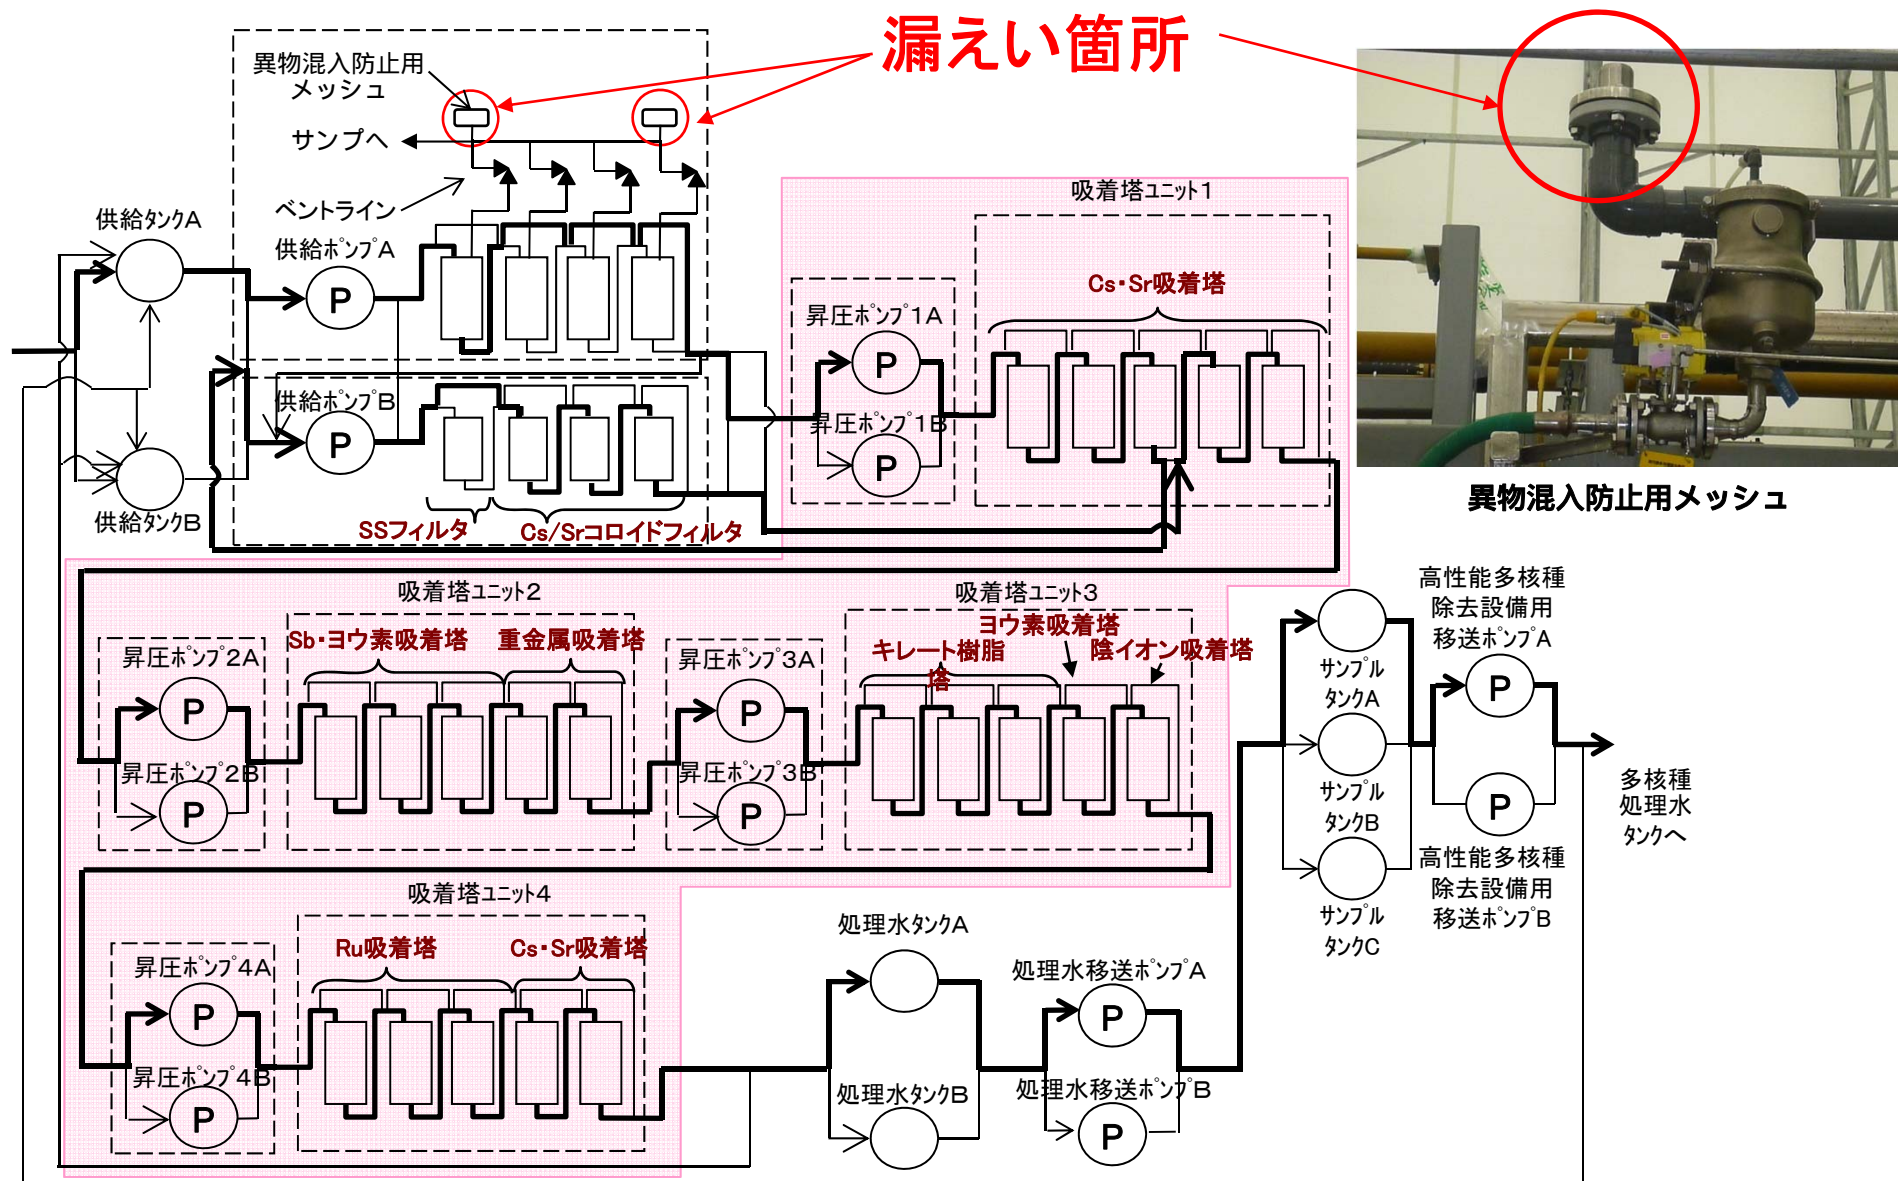 漏えい箇所
異物混入防止用
メッシュ
サンプへ
ベントライン
供給タンクA
供給ポンプA
P
供給ポンプB
P
供給タンクB
SSフィルタ
Cs/Srコロイドフィルタ
吸着塔ユニット1
Cs・Sr吸着塔
昇圧ポンプ1A
P
昇圧ポンプ1B
P
異物混入防止用メッシュ
吸着塔ユニット2
Sb・ヨウ素吸着塔
重金属吸着塔
昇圧ポンプ2A
P
昇圧ポンプ2B
P
吸着塔ユニット3
ヨウ素吸着塔
キレート樹脂
塔
陰イオン吸着塔
昇圧ポンプ3A
P
昇圧ポンプ3B
P
吸着塔ユニット4
Ru吸着塔
Cs・Sr吸着塔
昇圧ポンプ4A
P
昇圧ポンプ4B
P
処理水タンクA
処理水タンクB
処理水移送ポンプA
P
処理水移送ポンプB
P
サンプル
タンクA
サンプル
タンクB
サンプル
タンクC
高性能多核種
除去設備用
移送ポンプA
P
P
高性能多核種
除去設備用
移送ポンプB
多核種
処理水
タンクへ